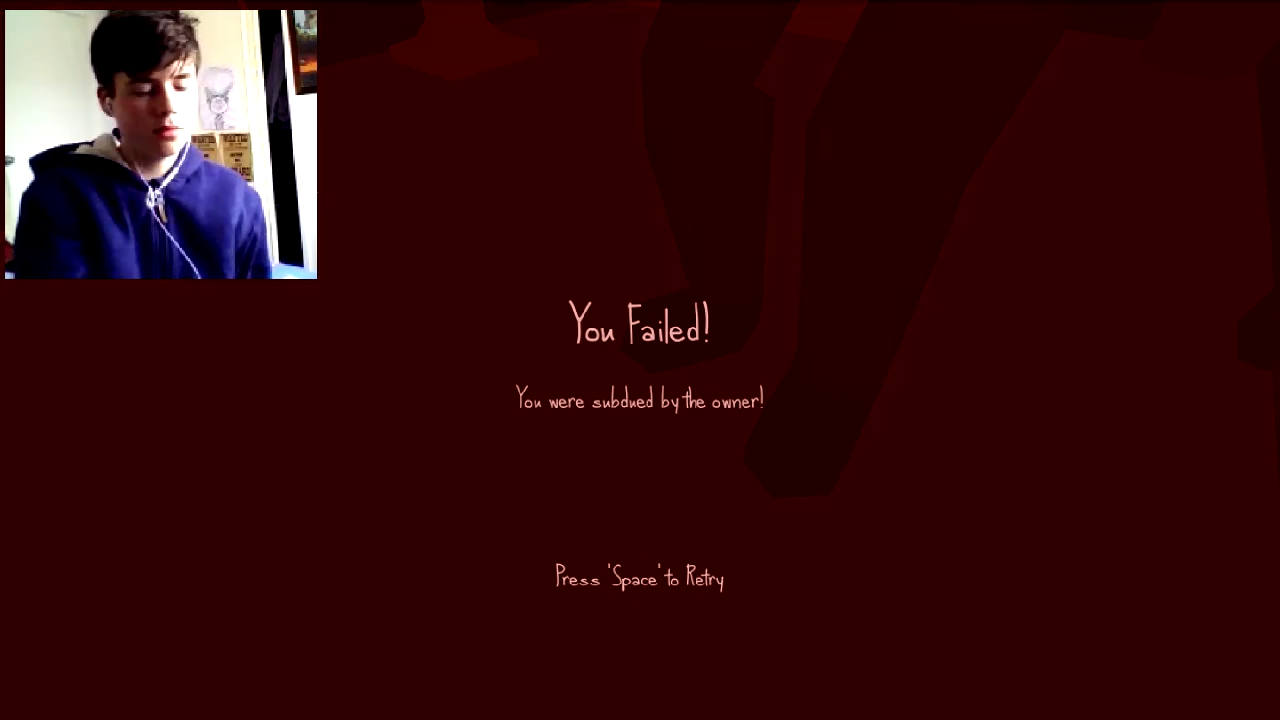 You Failed!
You were subdued by the owner!
Press 'Space' to Retry